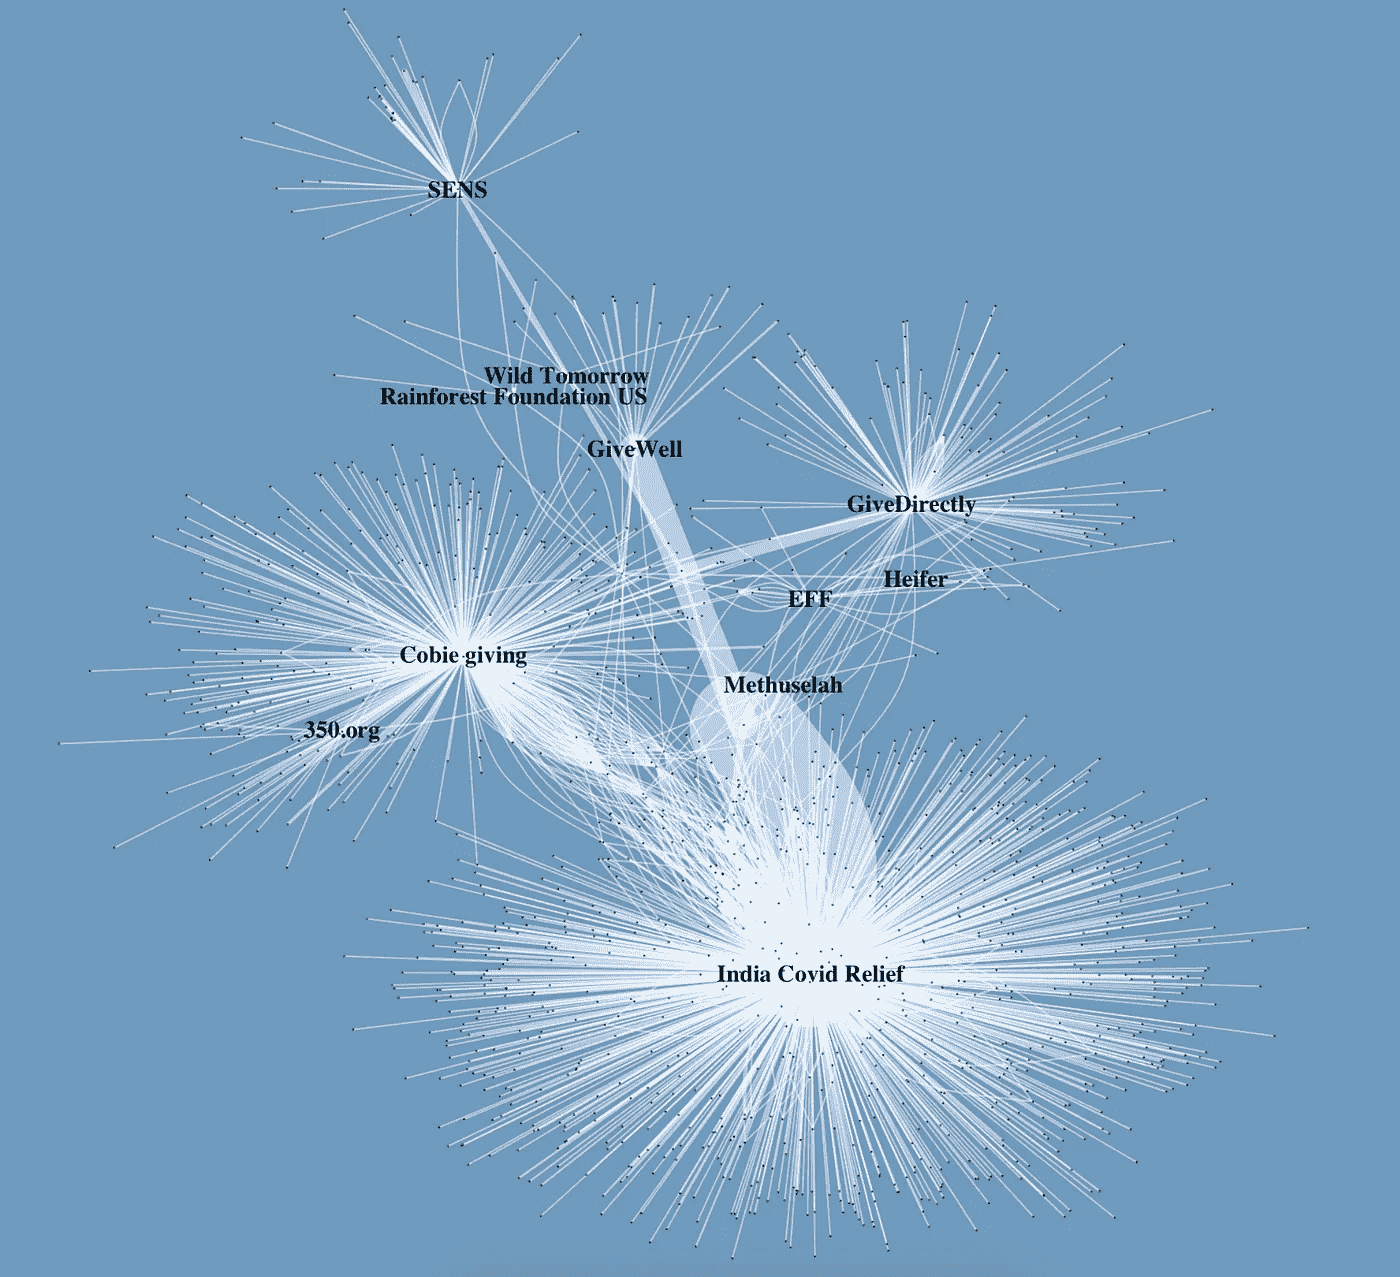 SENS
Wild Tomorrow
Rainforest Foundation US
GiveWell
GiveDirectly
Heifer
EFF
Cobie giving
Methuselah
350.org
India Covid Relief